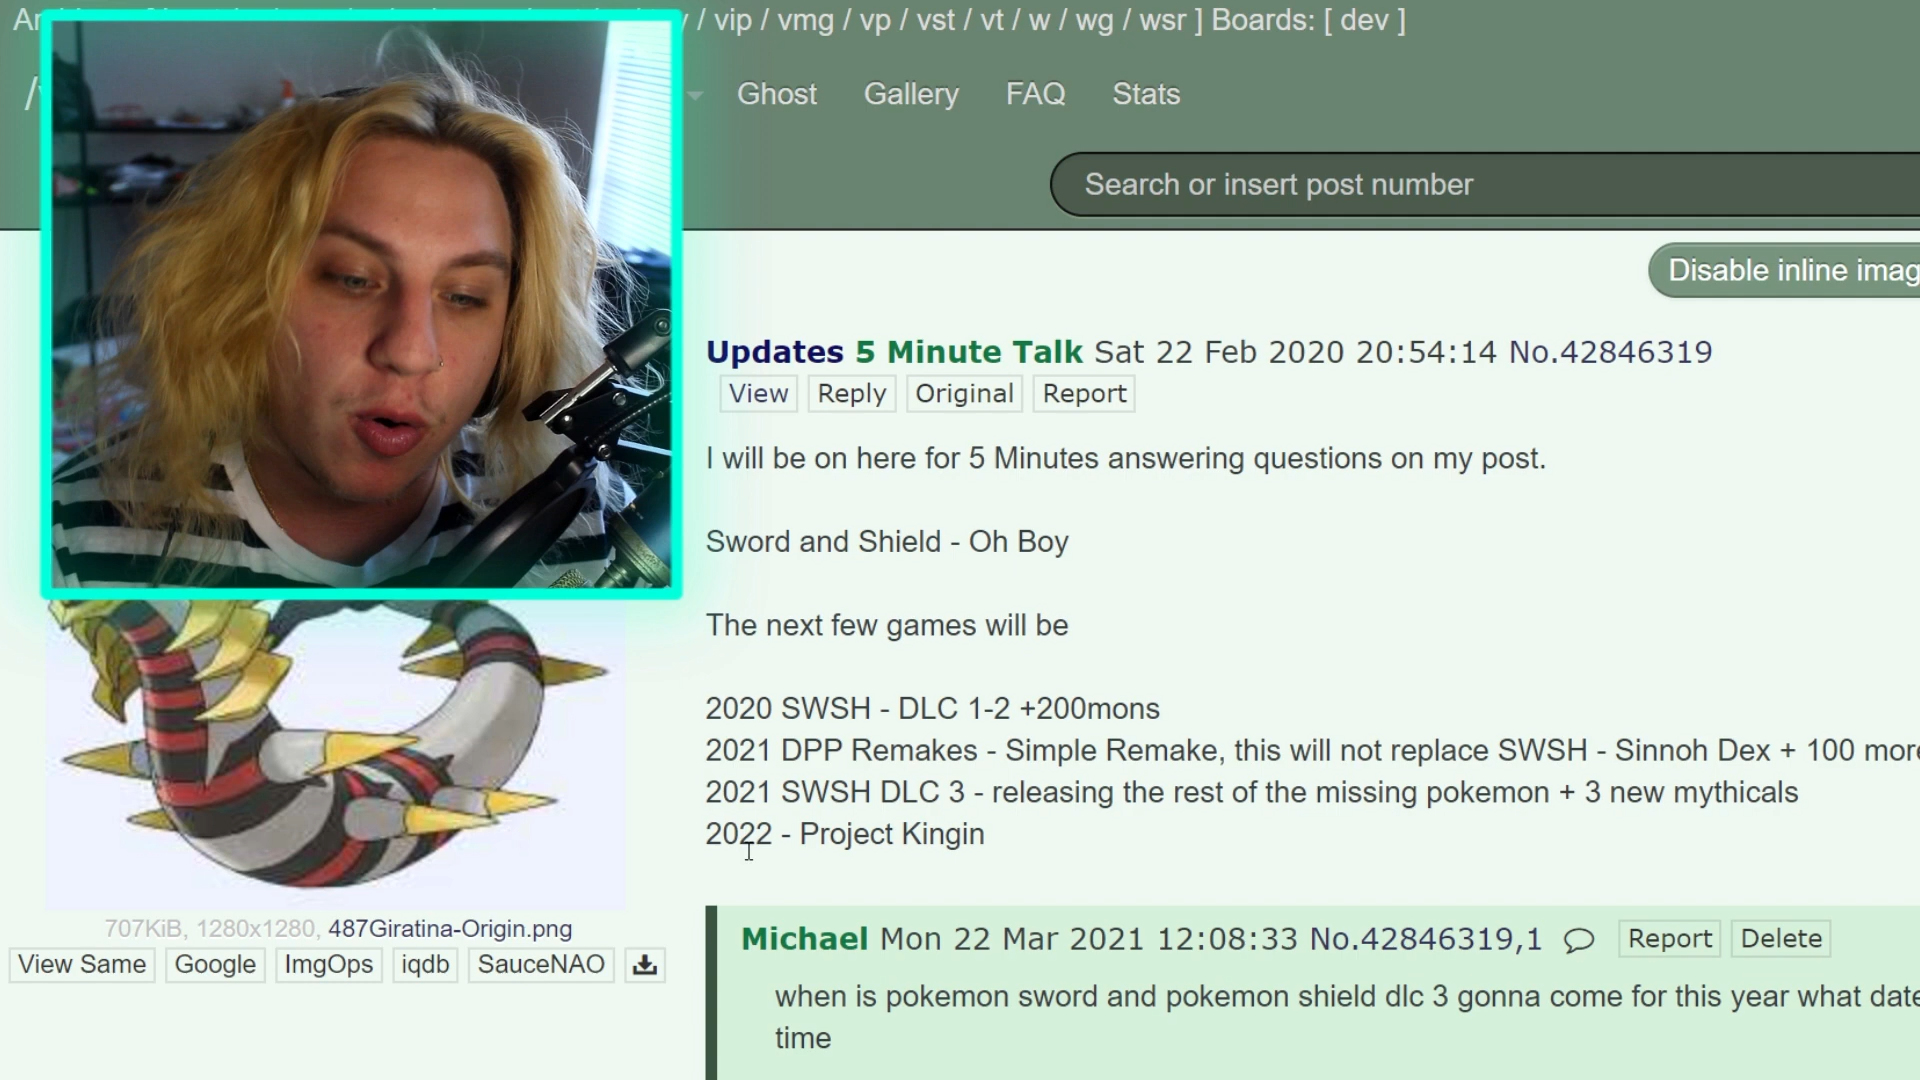 / vip / vmg / vp / vst / vt / w / wg / wsr ] Boards: [ dev ]
Ghost Gallery FAQ Stats
Search or insert post number
Disable inline imag
Updates 5 Minute Talk Sat 22 Feb 2020 20:54:14 No.42846319
View Reply Original Report
I will be on here for 5 Minutes answering questions on my post.
Sword and Shield - Oh Boy
The next few games will be
2020 SWSH - DLC 1-2 +200mons
2021 DPP Remakes - Simple Remake, this will not replace SWSH - Sinnoh Dex + 100 more
2021 SWSH DLC 3 - releasing the rest of the missing pokemon + 3 new mythicals
2022 - Project Kingin
707KiB, 1280x1280, 487Giratina-Origin.png
View Same Google ImgOps iqdb SauceNAO
Michael Mon 22 Mar 2021 12:08:33 No.42846319,1 Report Delete
when is pokemon sword and pokemon shield dlc 3 gonna come for this year what date
time